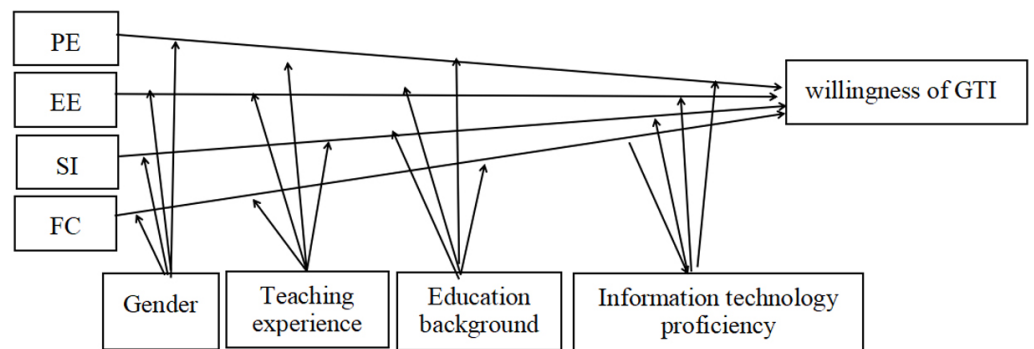 PE
EE
SI
FC
willingness of GTI
Gender
Teaching
experience
Education
background
Information technology
proficiency